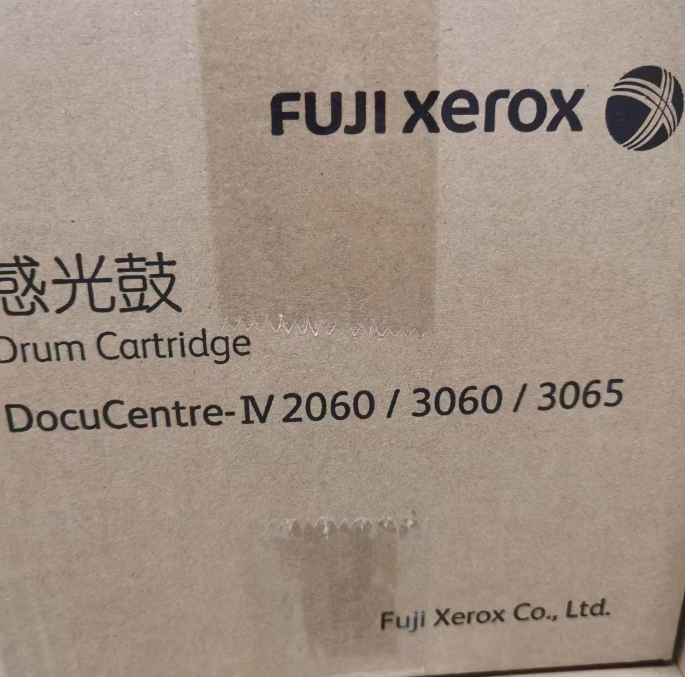 FUJI xerox
感光鼓
Drum Cartridge
DocuCentre-Ⅳ 2060 / 3060 / 3065
Fuji Xerox Co., Ltd.